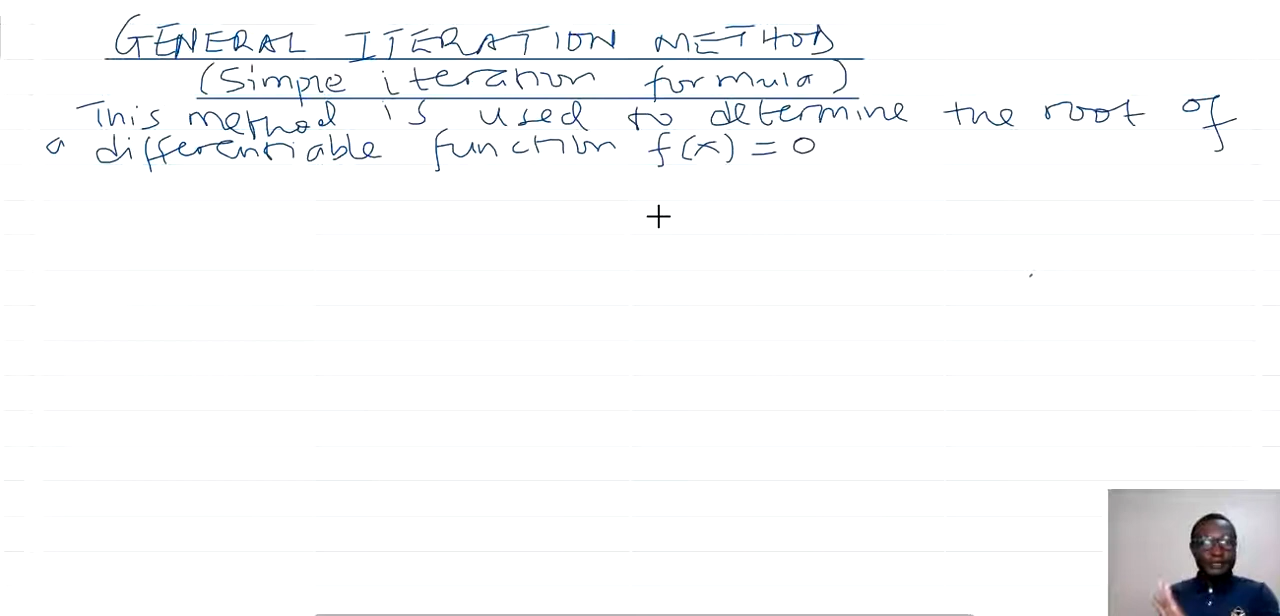 GENERAL ITERATION METHOD
(Simple iteration formula)
This method is used to determine the root of
a differentiable function f(x) = 0